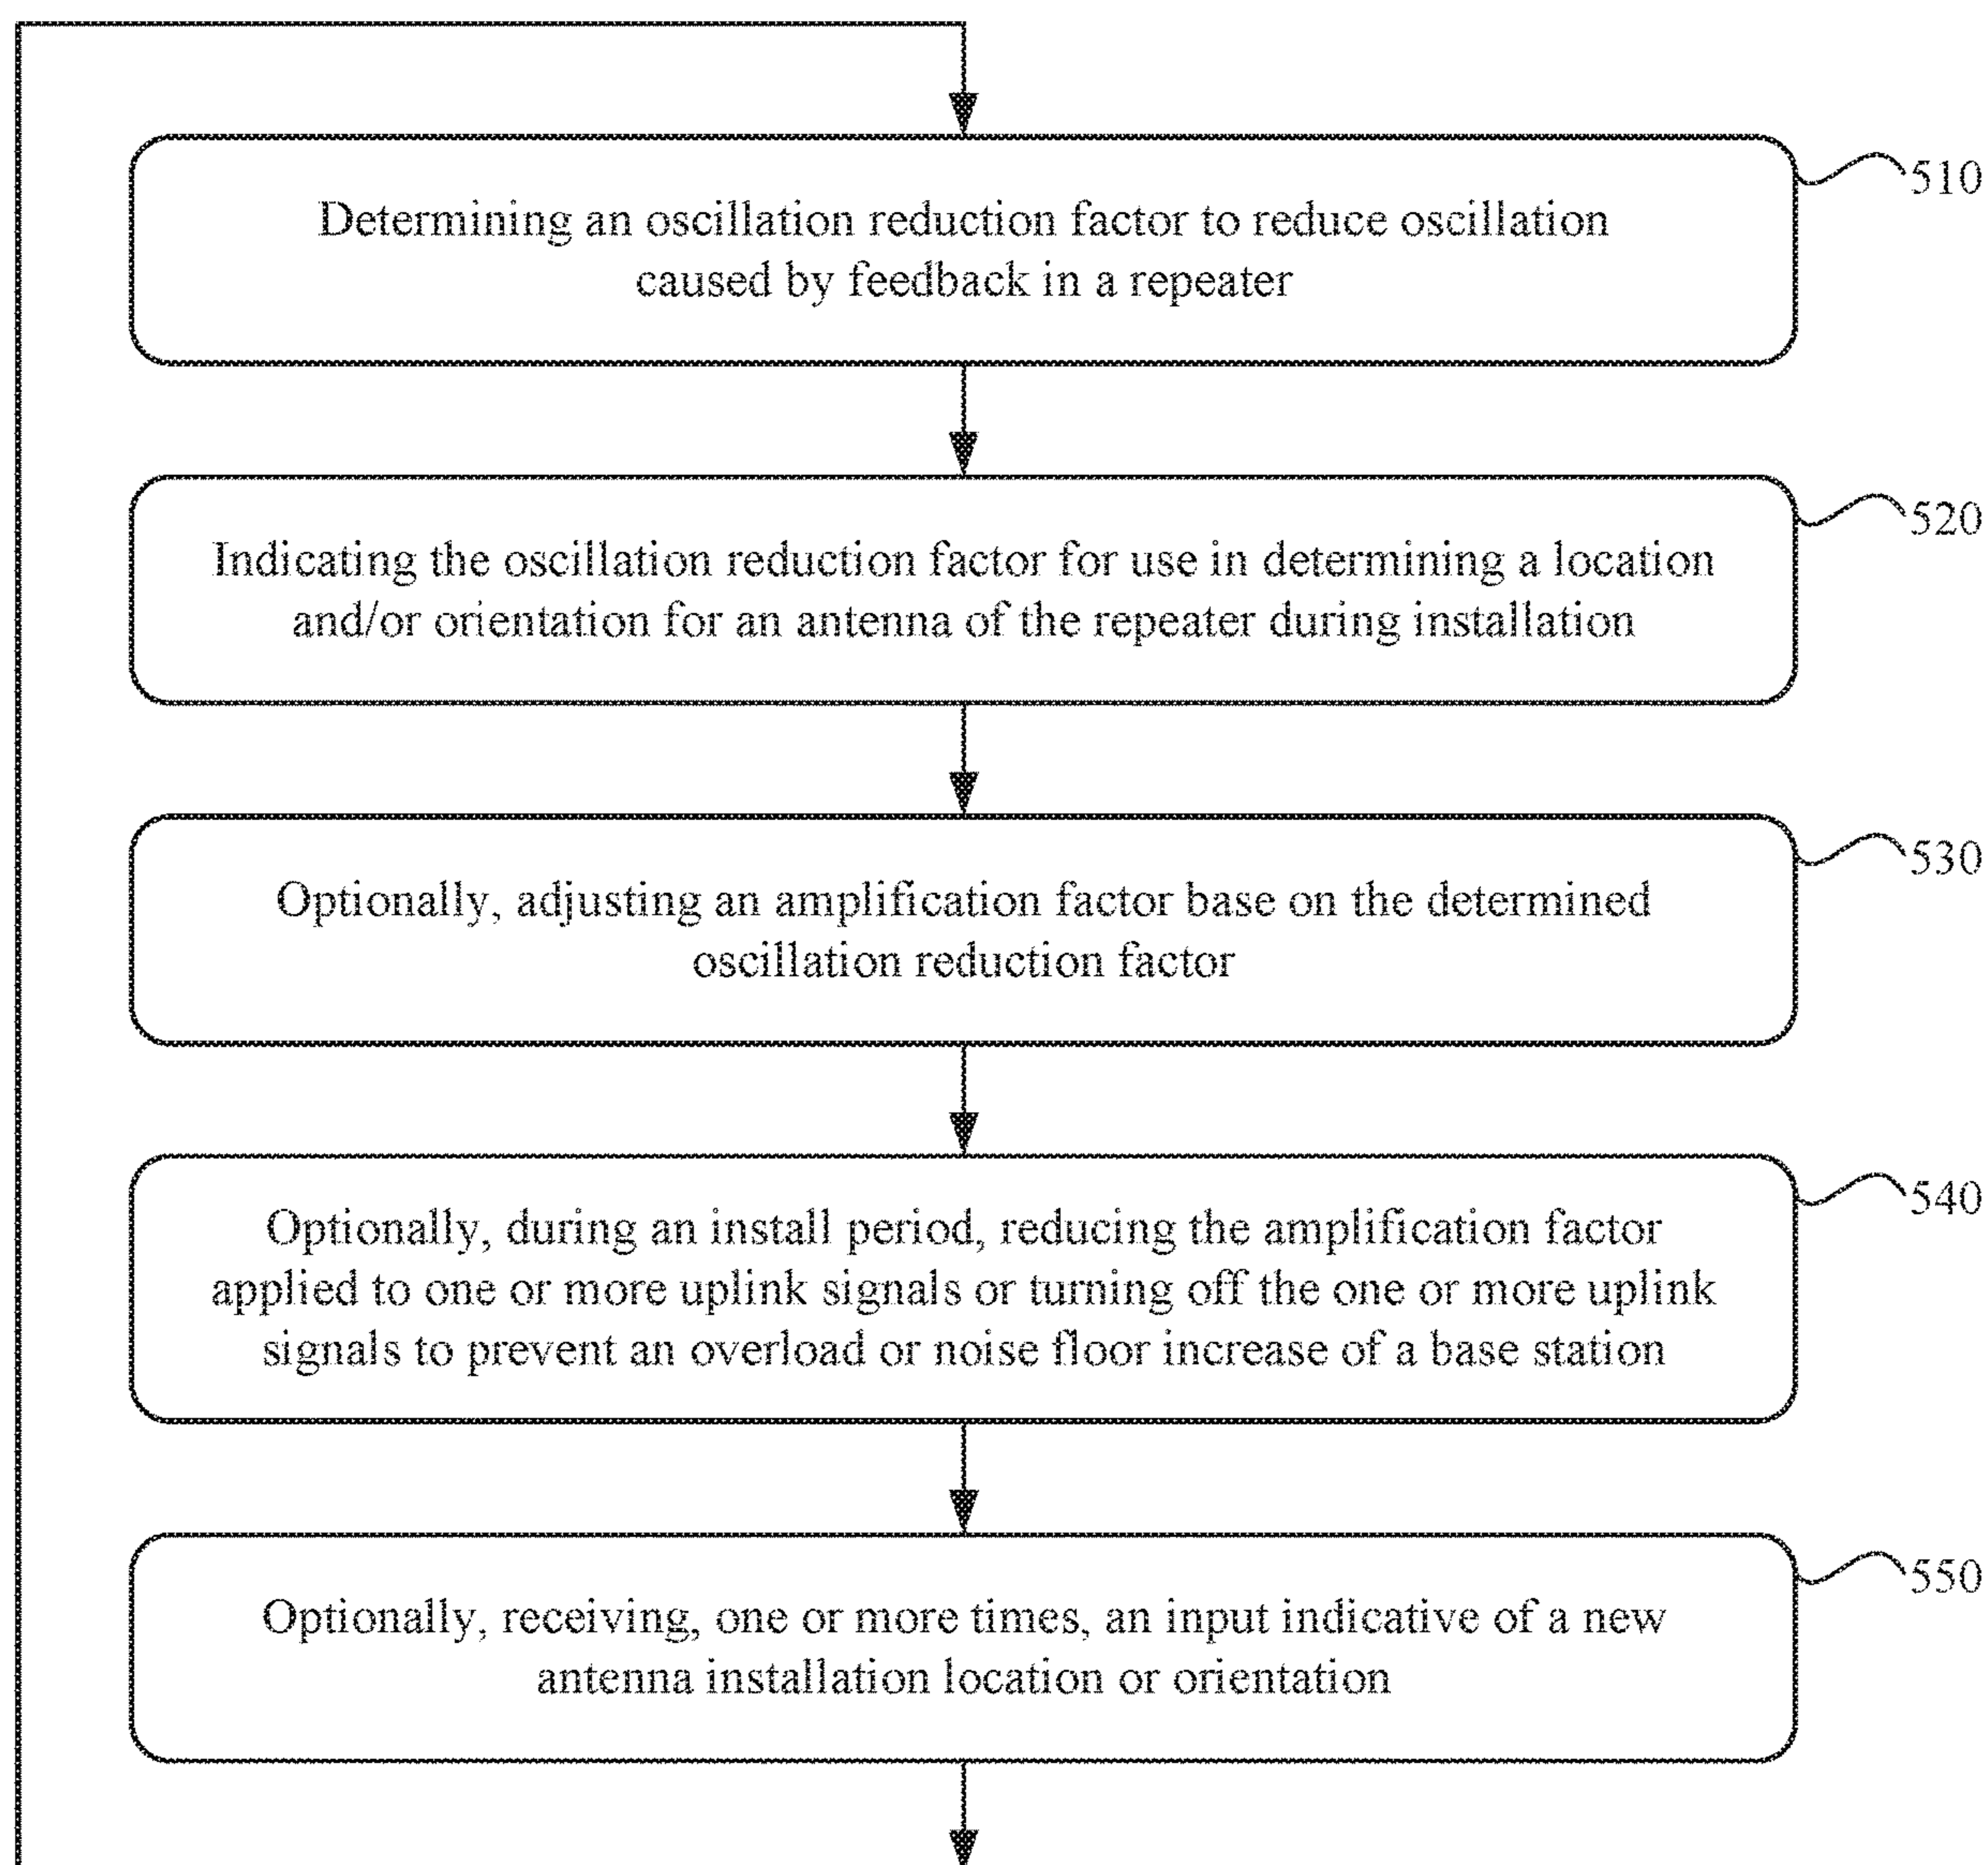 510
Determining an oscillation reduction factor to reduce oscillation
caused by feedback in a repeater
520
Indicating the oscillation reduction factor for use in determining a location
and/or orientation for an antenna of the repeater during installation
530
Optionally, adjusting an amplification factor base on the determined
oscillation reduction factor
540
Optionally, during an install period, reducing the amplification factor
applied to one or more uplink signals or turning off the one or more uplink
signals to prevent an overload or noise floor increase of a base station
550
Optionally, receiving, one or more times, an input indicative of a new
antenna installation location or orientation